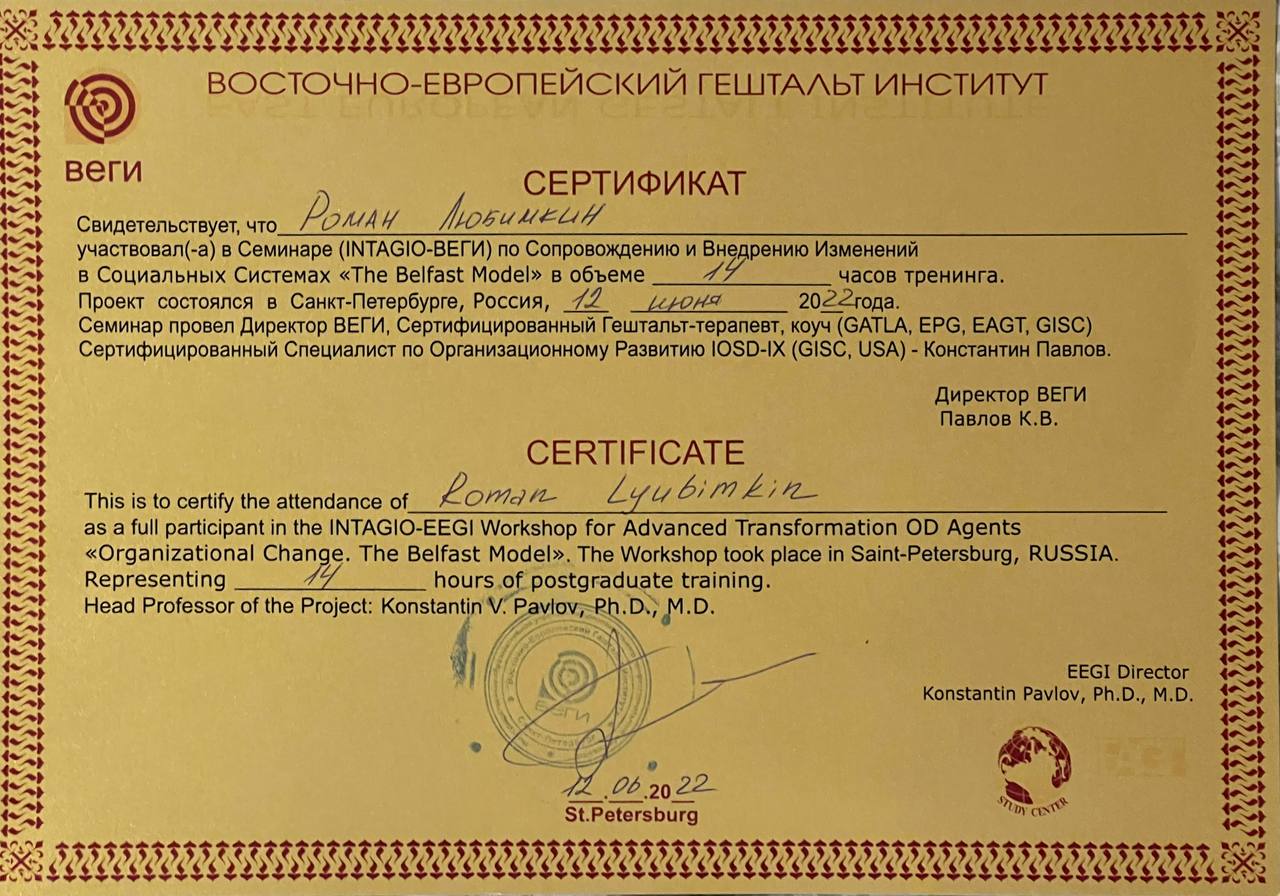 ВОСТОЧНО-ЕВРОПЕЙСКИЙ ГЕШТАЛЬТ ИНСТИТУТ
EAST EUROPEAN GESTALT INSTITUTE
веги
СЕРТИФИКАТ
Свидетельствует, что Роман Любимкин
участвовал(-а) в Семинаре (INTAGIO-ВЕГИ) по Сопровождению и Внедрению Изменений
в Социальных Системах «The Belfast Model» в объеме 14 часов тренинга.
Проект состоялся в Санкт-Петербурге, Россия, 12 июня 2022года.
Семинар провел Директор ВЕГИ, Сертифицированный Гештальт-терапевт, коуч (GATLA, EPG, EAGT, GISC)
Сертифицированный Специалист по Организационному Развитию IOSD-IX (GISC, USA) - Константин Павлов.
Директор ВЕГИ
Павлов К.В.
CERTIFICATE
This is to certify the attendance of Roman Lyubimkin
as a full participant in the INTAGIO-EEGI Workshop for Advanced Transformation OD Agents
«Organizational Change. The Belfast Model». The Workshop took place in Saint-Petersburg, RUSSIA.
Representing 14 hours of postgraduate training.
Head Professor of the Project: Konstantin V. Pavlov, Ph.D., M.D.
ВЕГИ
EEGI Director
Konstantin Pavlov, Ph.D., M.D.
STUDY CENTER
12.06.2022
St.Petersburg